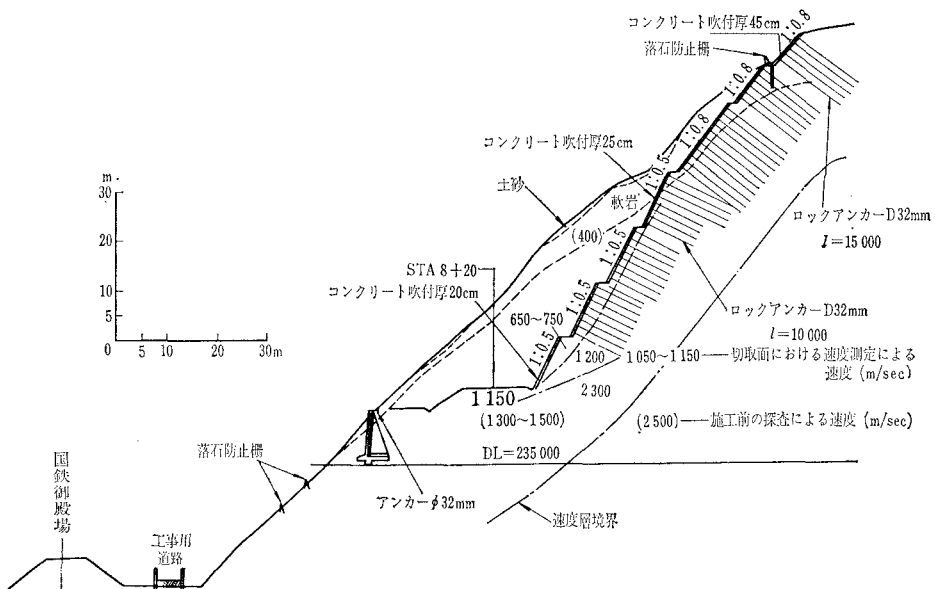 コンクリート吹付厚45cm
落石防止柵
1:0.8
1:0.8
1:0.8
コンクリート吹付厚25cm
1:0.5
土砂
軟岩
(400)
m.
30
20
10
5
5 10 20 30m
ロックアンカーD32mm
l=15 000
STA 8+20
コンクリート吹付厚20cm
1:0.5
1:0.5
1:0.5
650~750
ロックアンカーD32mm
l=10 000
1 200
1 050~1 150―切取面における速度測定による
速度 (m/sec)
1 150
2 300
(1 300~1 500)
(2 500)―施工前の探査による速度 (m/sec)
DL=235 000
落石防止柵
アンカーφ32mm
速度層境界
国鉄御殿場
工事用
道路